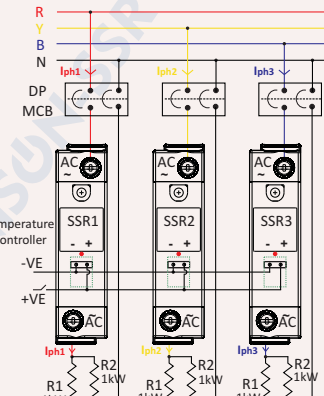 R
Y
B
N
Iph1 Iph2 Iph3
DP
MCB
AC AC AC
~ ~ ~
SSR1 SSR2 SSR3
- + - + - +
ontroller
-VE
+VE
AC AC AC
Iph1 Iph2 Iph3
R2 R2 R2
1kW 1kW 1kW
R1 R1 R1